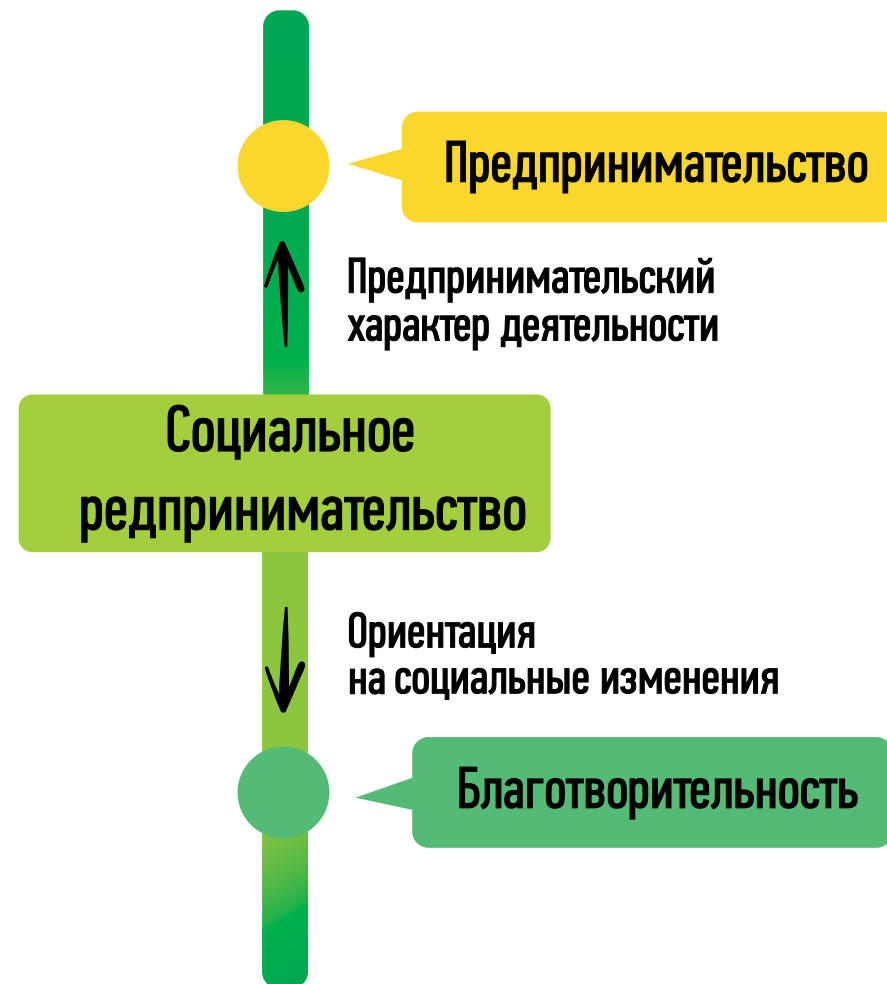 Предпринимательство
Предпринимательский
характер деятельности
Социальное
редпринимательство
Ориентация
на социальные изменения
Благотворительность